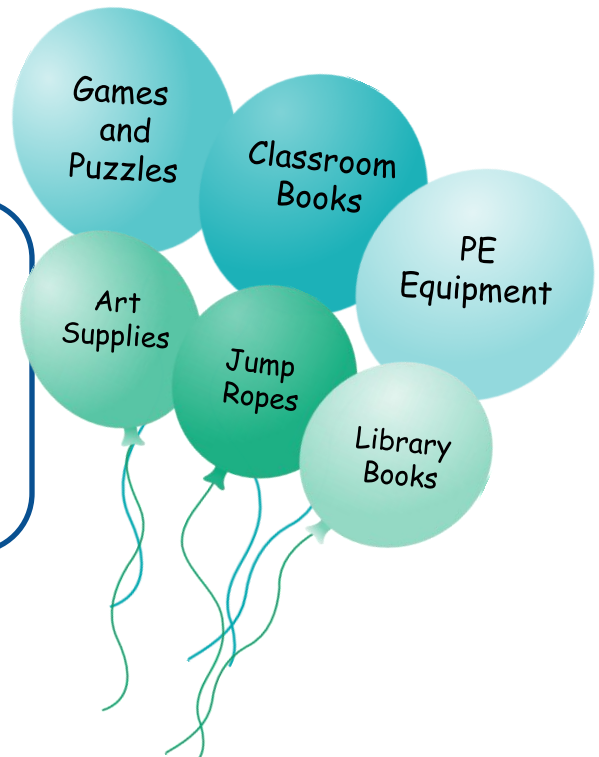 Games
and
Puzzles
Classroom
Books
PE
Equipment
Art
Supplies
Jump
Ropes
Library
Books